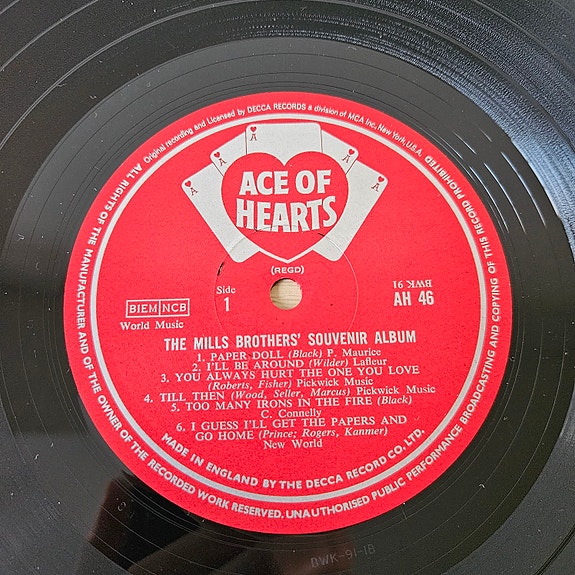 Original recording and Licensed by DECCA RECORDS a division of MCA Inc. New York, U.S.A.
ALL RIGHTS OF THE MANUFACTURER AND OF THE OWNER OF THE RECORDED WORK RESERVED. UNAUTHORISED PUBLIC PERFORMANCE BROADCASTING AND COPYING OF THIS RECORD PROHIBITED
A
A
A
A
ACE OF
HEARTS
(REGD)
Side
1
BIEM NCB
World Music
BWK 91
AH 46
THE MILLS BROTHERS' SOUVENIR ALBUM
1. PAPER DOLL (Black) P. Maurice
2. I'LL BE AROUND (Wilder) Lafleur
3. YOU ALWAYS HURT THE ONE YOU LOVE
(Roberts, Fisher) Pickwick Music
4. TILL THEN (Wood, Seller, Marcus) Pickwick Music
5. TOO MANY IRONS IN THE FIRE (Black)
C. Connelly
6. I GUESS I'LL GET THE PAPERS AND
GO HOME (Prince; Rogers, Kanmer)
New World
MADE IN ENGLAND BY THE DECCA RECORD CO. LTD.
BWK-91-1B